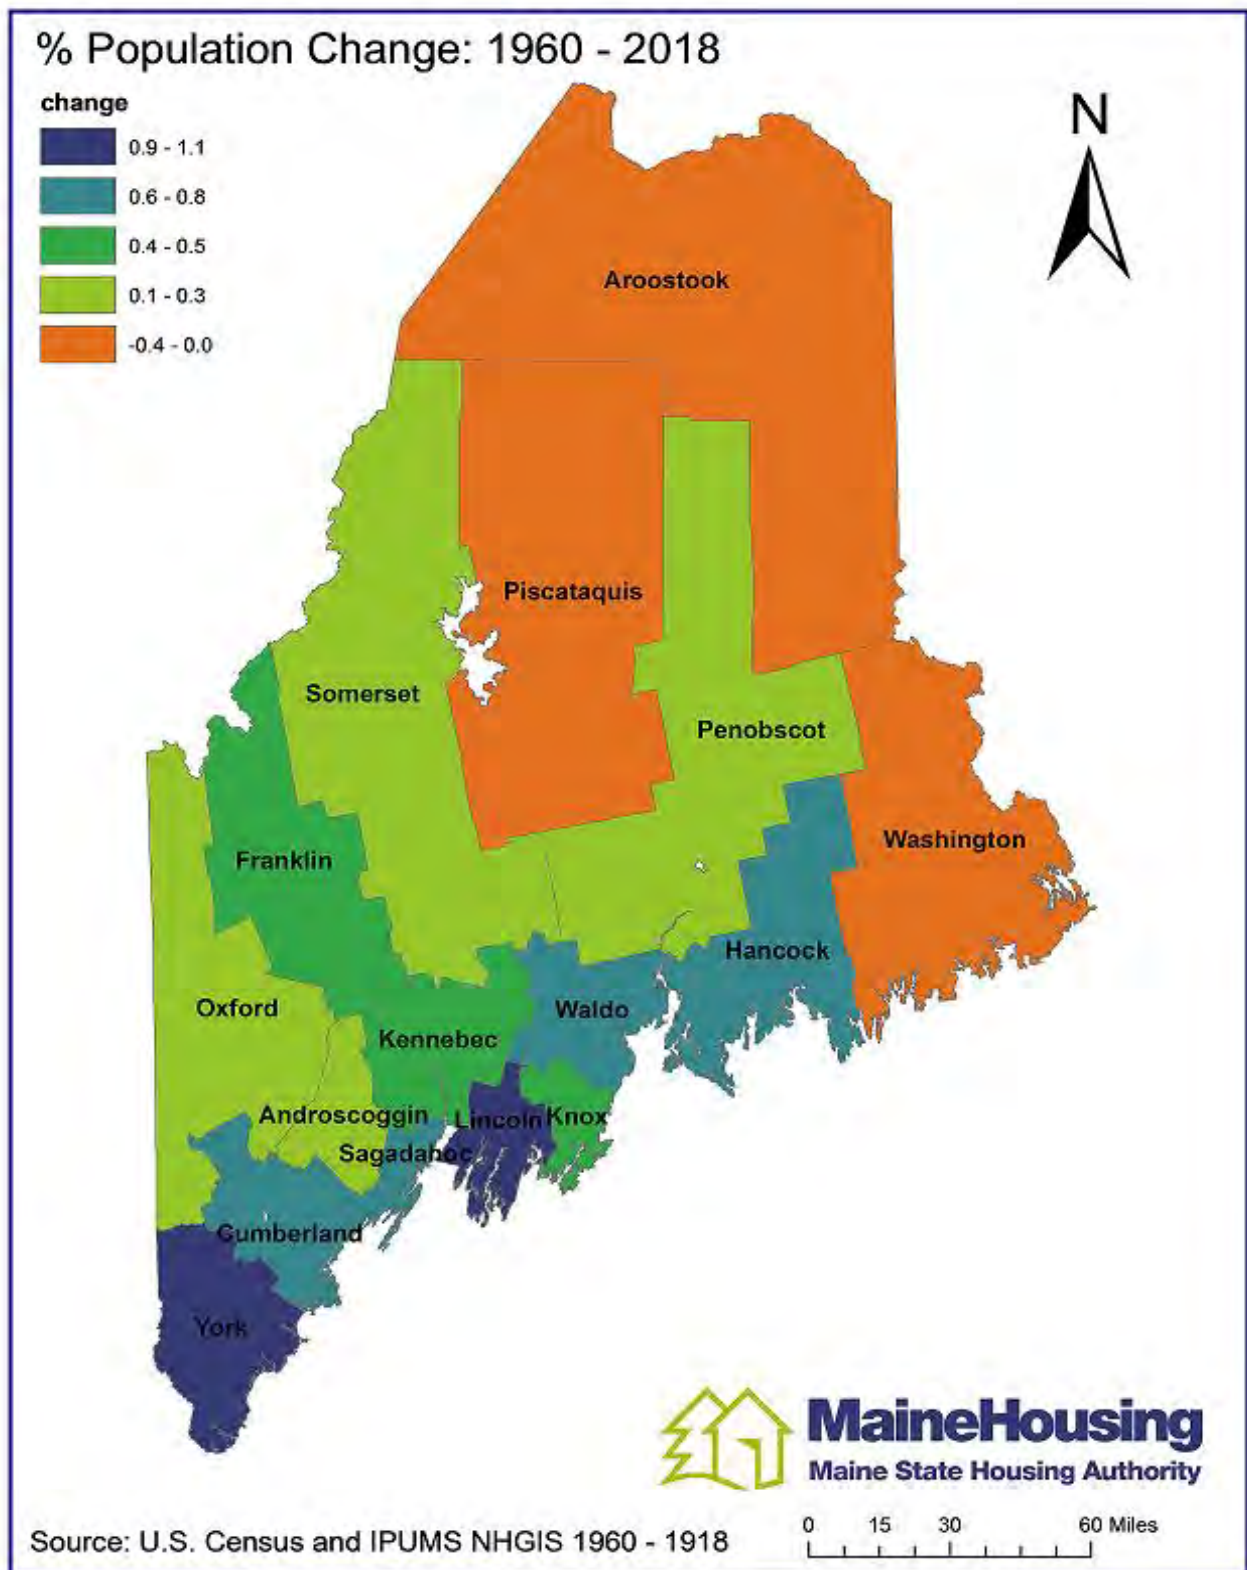 % Population Change: 1960 - 2018
change
0.9 - 1.1
0.6 - 0.8
0.4 - 0.5
0.1 - 0.3
-0.4 - 0.0
N
Aroostook
Piscataquis
Somerset
Penobscot
Washington
Franklin
Hancock
Oxford
Waldo
Kennebec
Androscoggin
Lincoln
Knox
Sagadahoc
Cumberland
York
MaineHousing
Maine State Housing Authority
Source: U.S. Census and IPUMS NHGIS 1960 - 1918
0 15 30 60 Miles